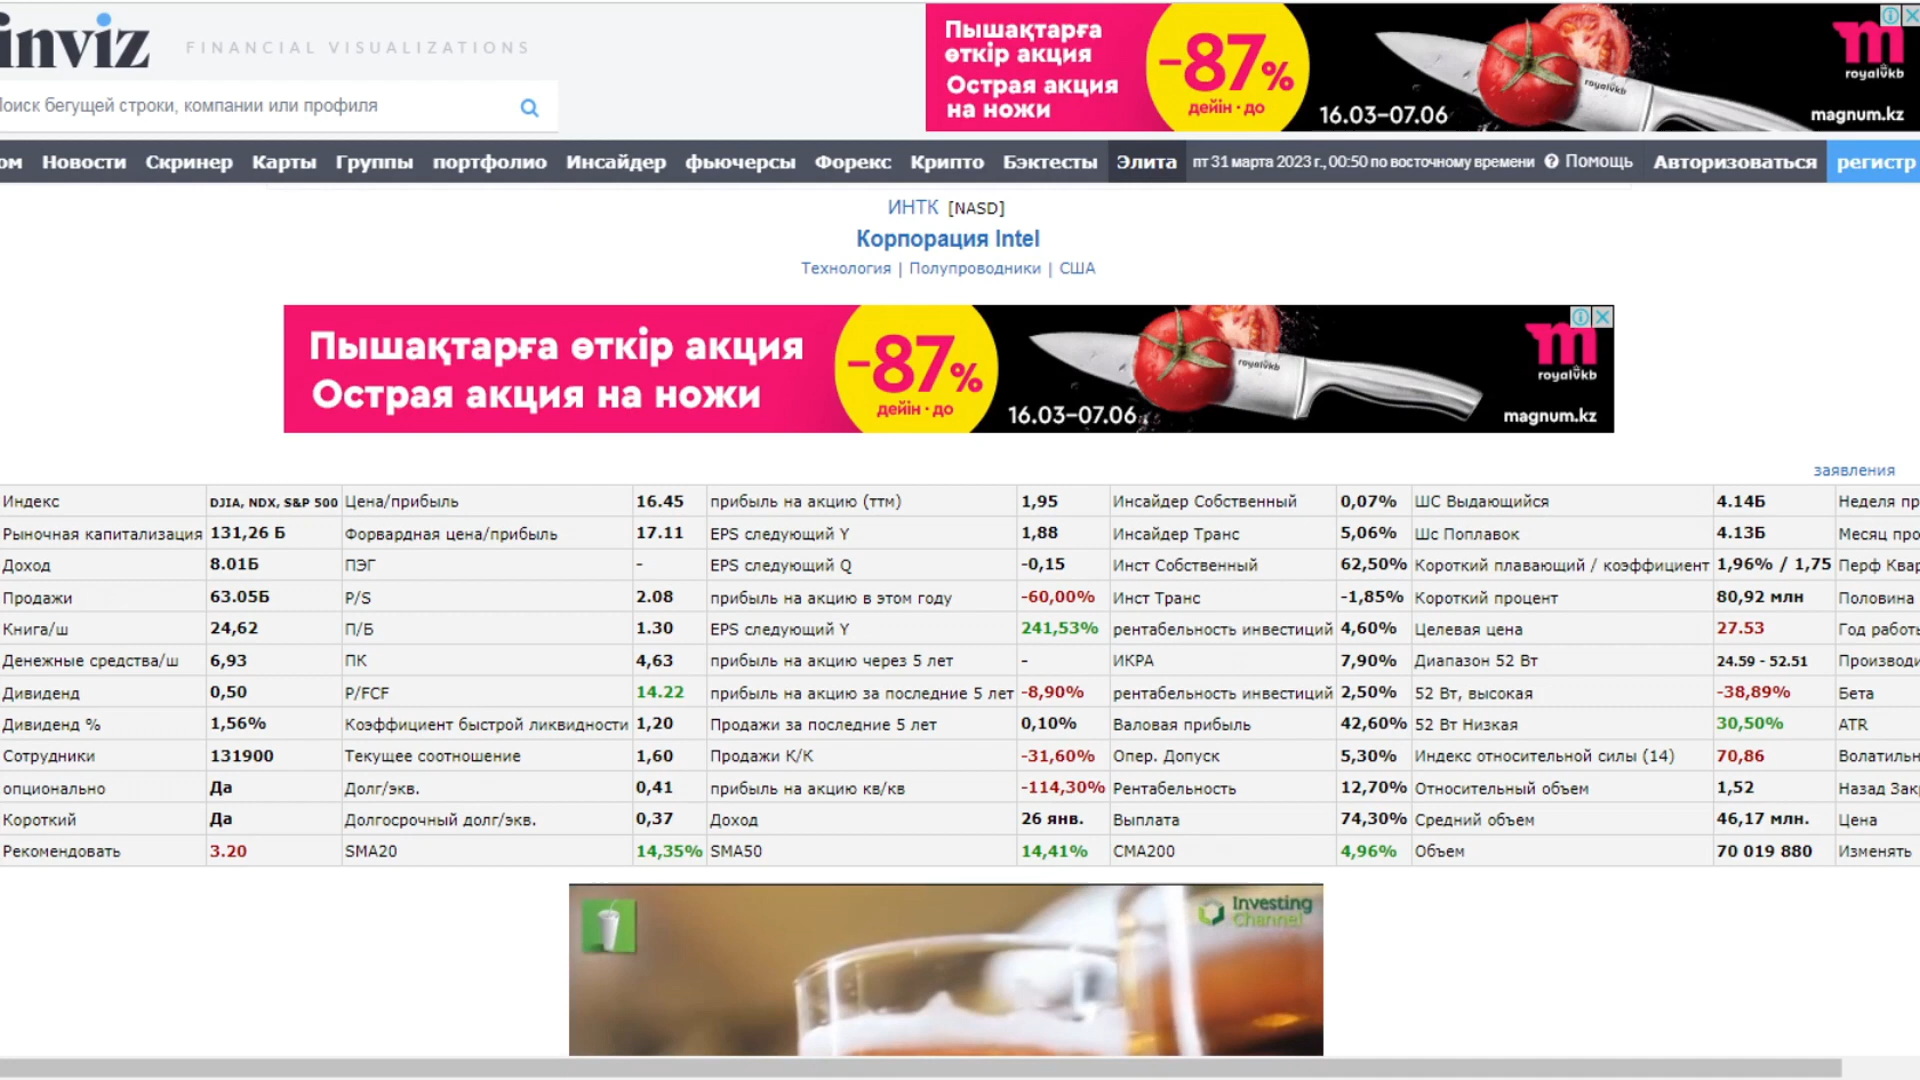 inviz FINANCIAL VISUALIZATIONS
Поиск бегущей строки, компании или профиля
Пышақтарға
өткір акция
Острая акция
на ножи
-87%
дейін · до
16.03-07.06
royalvkb
royalvkb
magnum.kz
ом Новости Скринер Карты Группы портфолио Инсайдер фьючерсы Форекс Крипто Бэктесты Элита пт 31 марта 2023 г., 00:50 по восточному времени Помощь Авторизоваться регистр
ИНТК [NASD]
Корпорация Intel
Технология | Полупроводники | США
Пышақтарға өткір акция
Острая акция на ножи
-87%
дейін · до
16.03-07.06
royalvkb
royalvkb
magnum.kz
заявления
Индекс DJIA, NDX, S&P 500 Цена/прибыль 16.45 прибыль на акцию (ттм) 1,95 Инсайдер Собственный 0,07% ШС Выдающийся 4.14Б Неделя пр
Рыночная капитализация 131,26 Б Форвардная цена/прибыль 17.11 EPS следующий Y 1,88 Инсайдер Транс 5,06% Шс Поплавок 4.13Б Месяц про
Доход 8.01Б ПЭГ - EPS следующий Q -0,15 Инст Собственный 62,50% Короткий плавающий / коэффициент 1,96% / 1,75 Перф Квар
Продажи 63.05Б P/S 2.08 прибыль на акцию в этом году -60,00% Инст Транс -1,85% Короткий процент 80,92 млн Половина
Книга/ш 24,62 П/Б 1.30 EPS следующий Y 241,53% рентабельность инвестиций 4,60% Целевая цена 27.53 Год работь
Денежные средства/ш 6,93 ПК 4,63 прибыль на акцию через 5 лет - ИКРА 7,90% Диапазон 52 Вт 24.59 - 52.51 Производи
Дивиденд 0,50 P/FCF 14.22 прибыль на акцию за последние 5 лет -8,90% рентабельность инвестиций 2,50% 52 Вт, высокая -38,89% Бета
Дивиденд % 1,56% Коэффициент быстрой ликвидности 1,20 Продажи за последние 5 лет 0,10% Валовая прибыль 42,60% 52 Вт Низкая 30,50% ATR
Сотрудники 131900 Текущее соотношение 1,60 Продажи К/К -31,60% Опер. Допуск 5,30% Индекс относительной силы (14) 70,86 Волатильн
опционально Да Долг/экв. 0,41 прибыль на акцию кв/кв -114,30% Рентабельность 12,70% Относительный объем 1,52 Назад Зак
Короткий Да Долгосрочный долг/экв. 0,37 Доход 26 янв. Выплата 74,30% Средний объем 46,17 млн. Цена
Рекомендовать 3.20 SMA20 14,35% SMA50 14,41% СМА200 4,96% Объем 70 019 880 Изменять
Investing
Channel